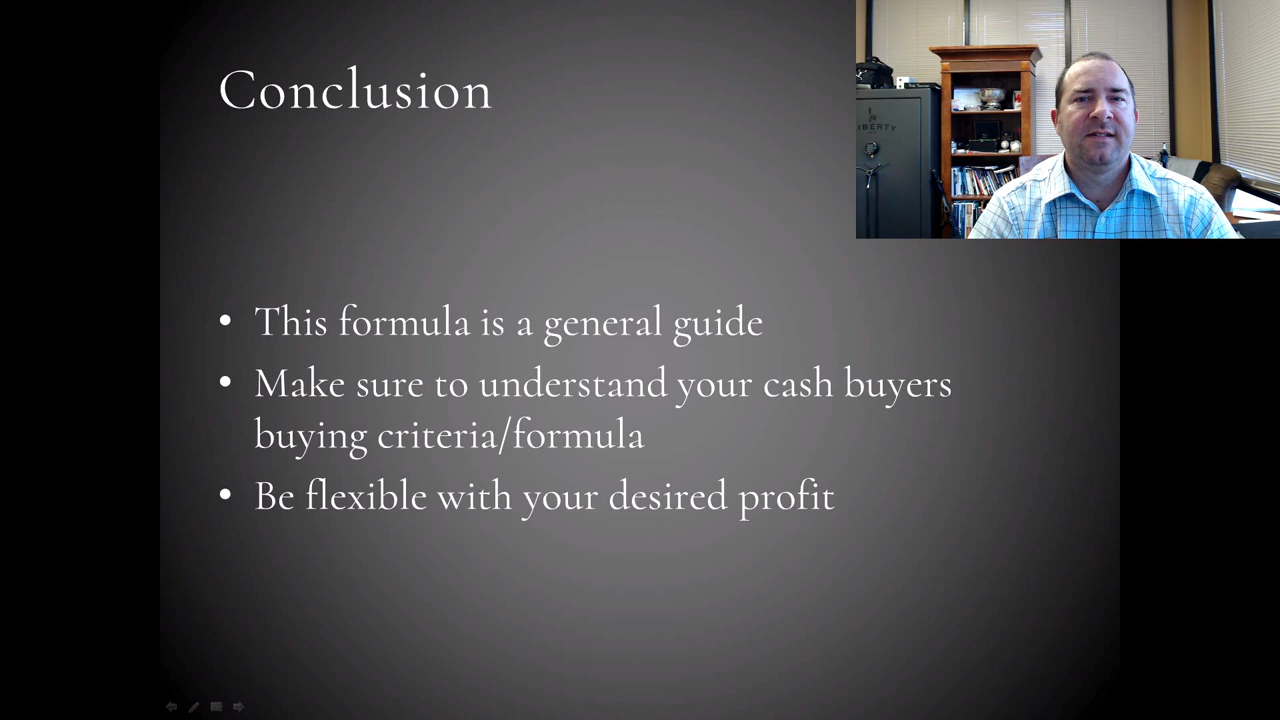 Conclusion
LIBERTY
• This formula is a general guide
• Make sure to understand your cash buyers
buying criteria/formula
• Be flexible with your desired profit